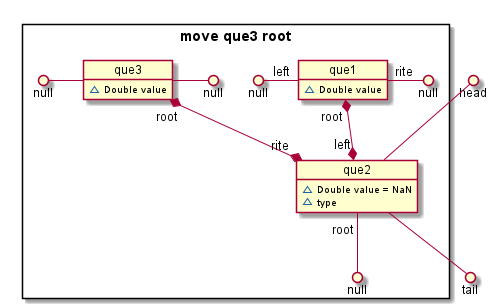 move que3 root
que3
Double value
null
null
root
que1
Double value
left
null
rite
null
root
head
rite
left
que2
Double value = NaN
type
root
null
tail